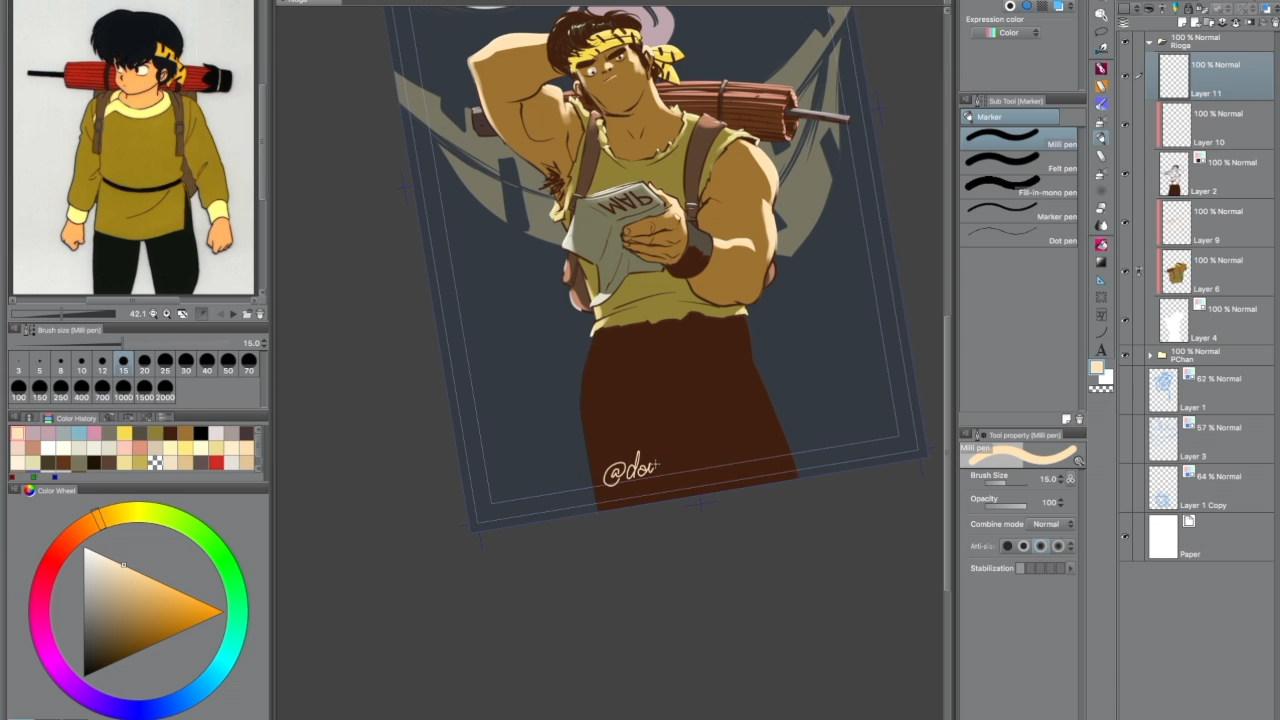 Rioga
42.1
Brush size [Milli pen]
15.0
3 5 8 10 12 15 20 25 30 40 50 70
100 150 250 400 700 1000 1500 2000
Color History
Color Wheel
MAP
@doc
Expression color
Color
Sub Tool [Marker]
Marker
Milli pen
Felt pen
Fill-in-mono pen
Marker pen
Dot pen
Tool property [Milli pen]
Milli pen
Brush Size 15.0
Opacity 100
Combine mode Normal
Stabilization
100 % Normal
Rioga
100 % Normal
Layer 11
100 % Normal
Layer 10
100 % Normal
Layer 2
100 % Normal
Layer 9
100 % Normal
Layer 6
100 % Normal
Layer 4
100 % Normal
PChan
62 % Normal
Layer 1
57 % Normal
Layer 3
64 % Normal
Layer 1 Copy
Paper